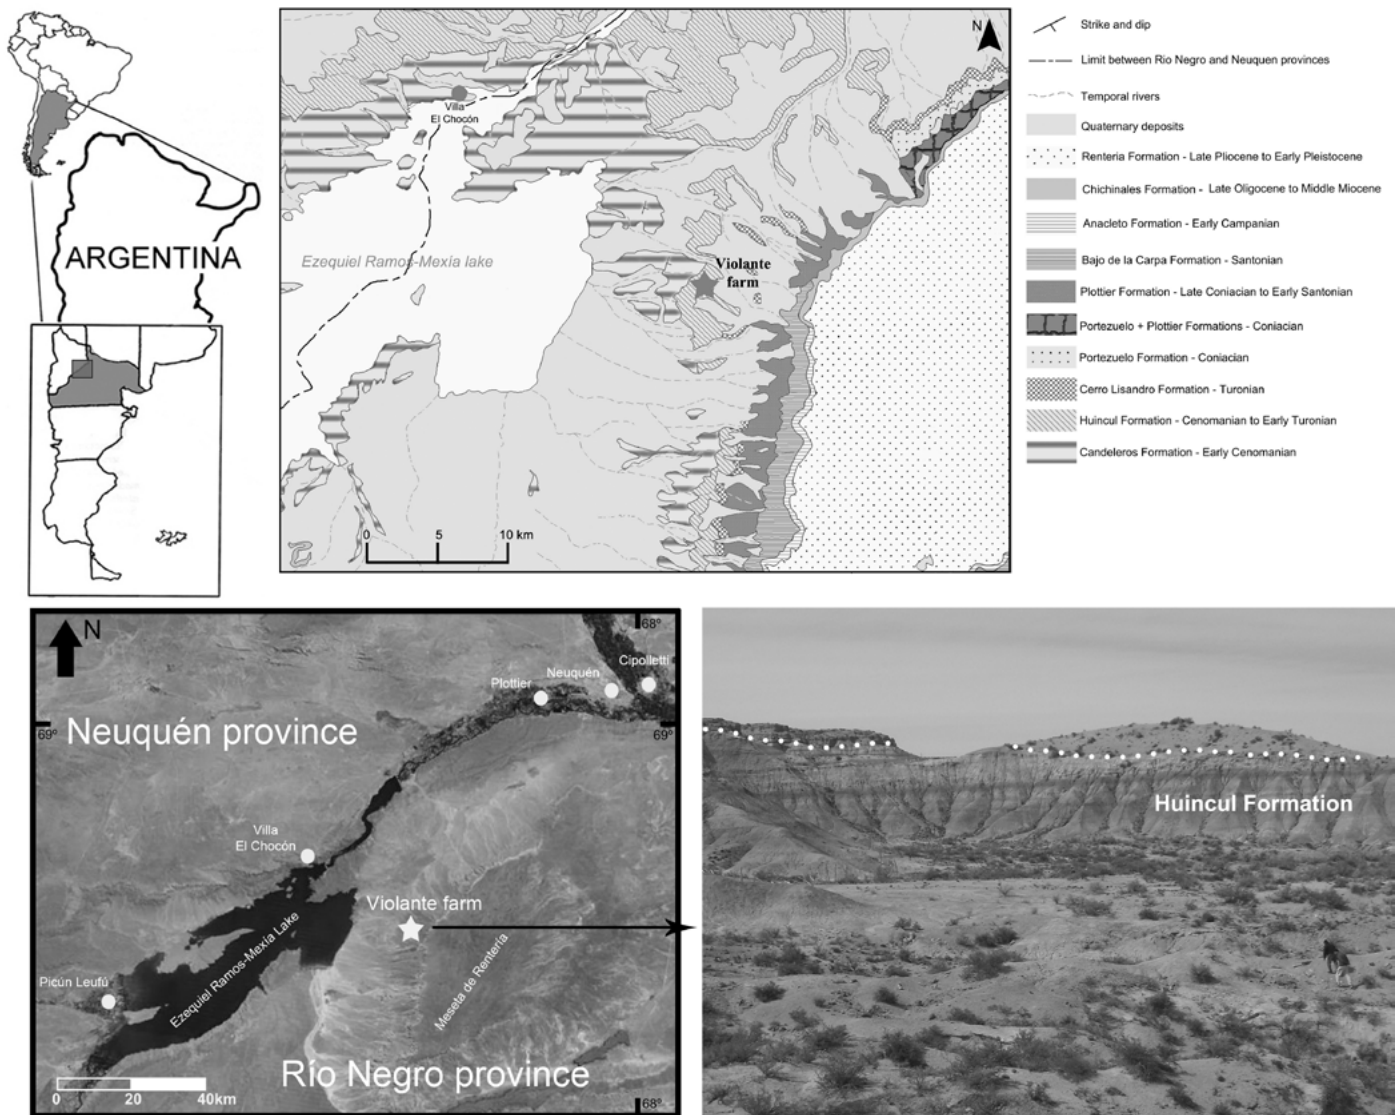 ARGENTINA
N
Villa
El Chocón
Ezequiel Ramos-Mexía lake
Violante
farm
0 5 10 km
Strike and dip
Limit between Rio Negro and Neuquen provinces
Temporal rivers
Quaternary deposits
Renteria Formation - Late Pliocene to Early Pleistocene
Chichinales Formation - Late Oligocene to Middle Miocene
Anacleto Formation - Early Campanian
Bajo de la Carpa Formation - Santonian
Plottier Formation - Late Coniacian to Early Santonian
Portezuelo + Plottier Formations - Coniacian
Portezuelo Formation - Coniacian
Cerro Lisandro Formation - Turonian
Huincul Formation - Cenomanian to Early Turonian
Candeleros Formation - Early Cenomanian
N
68º
Cipolletti
Neuquén
Plottier
Neuquén province
69º
69º
Villa
El Chocón
Violante farm
Ezequiel Ramos-Mexía Lake
Meseta de Rentería
Picún Leufú
Río Negro province
0 20 40km
68º
Huincul Formation